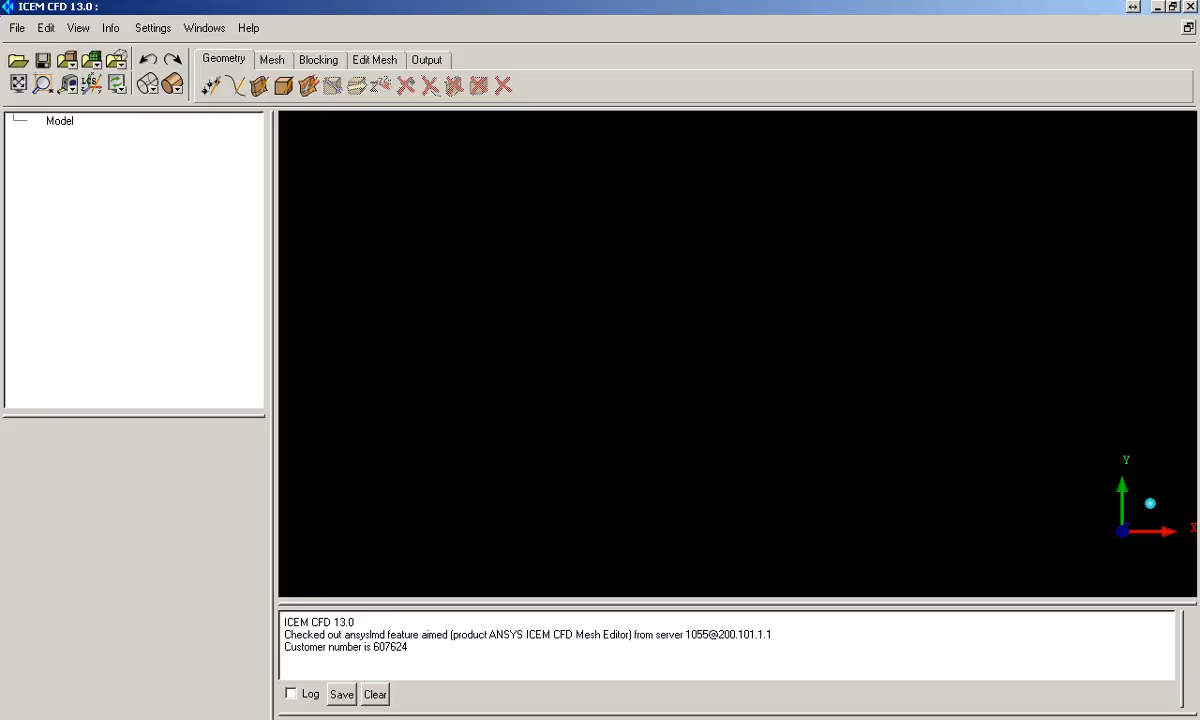 ICEM CFD 13.0 :
File Edit View Info Settings Windows Help
Geometry Mesh Blocking Edit Mesh Output
LCS
Model
Y
X
ICEM CFD 13.0
Checked out ansyslmd feature aimed (product ANSYS ICEM CFD Mesh Editor) from server 1055@200.101.1.1
Customer number is 607624
Log Save Clear